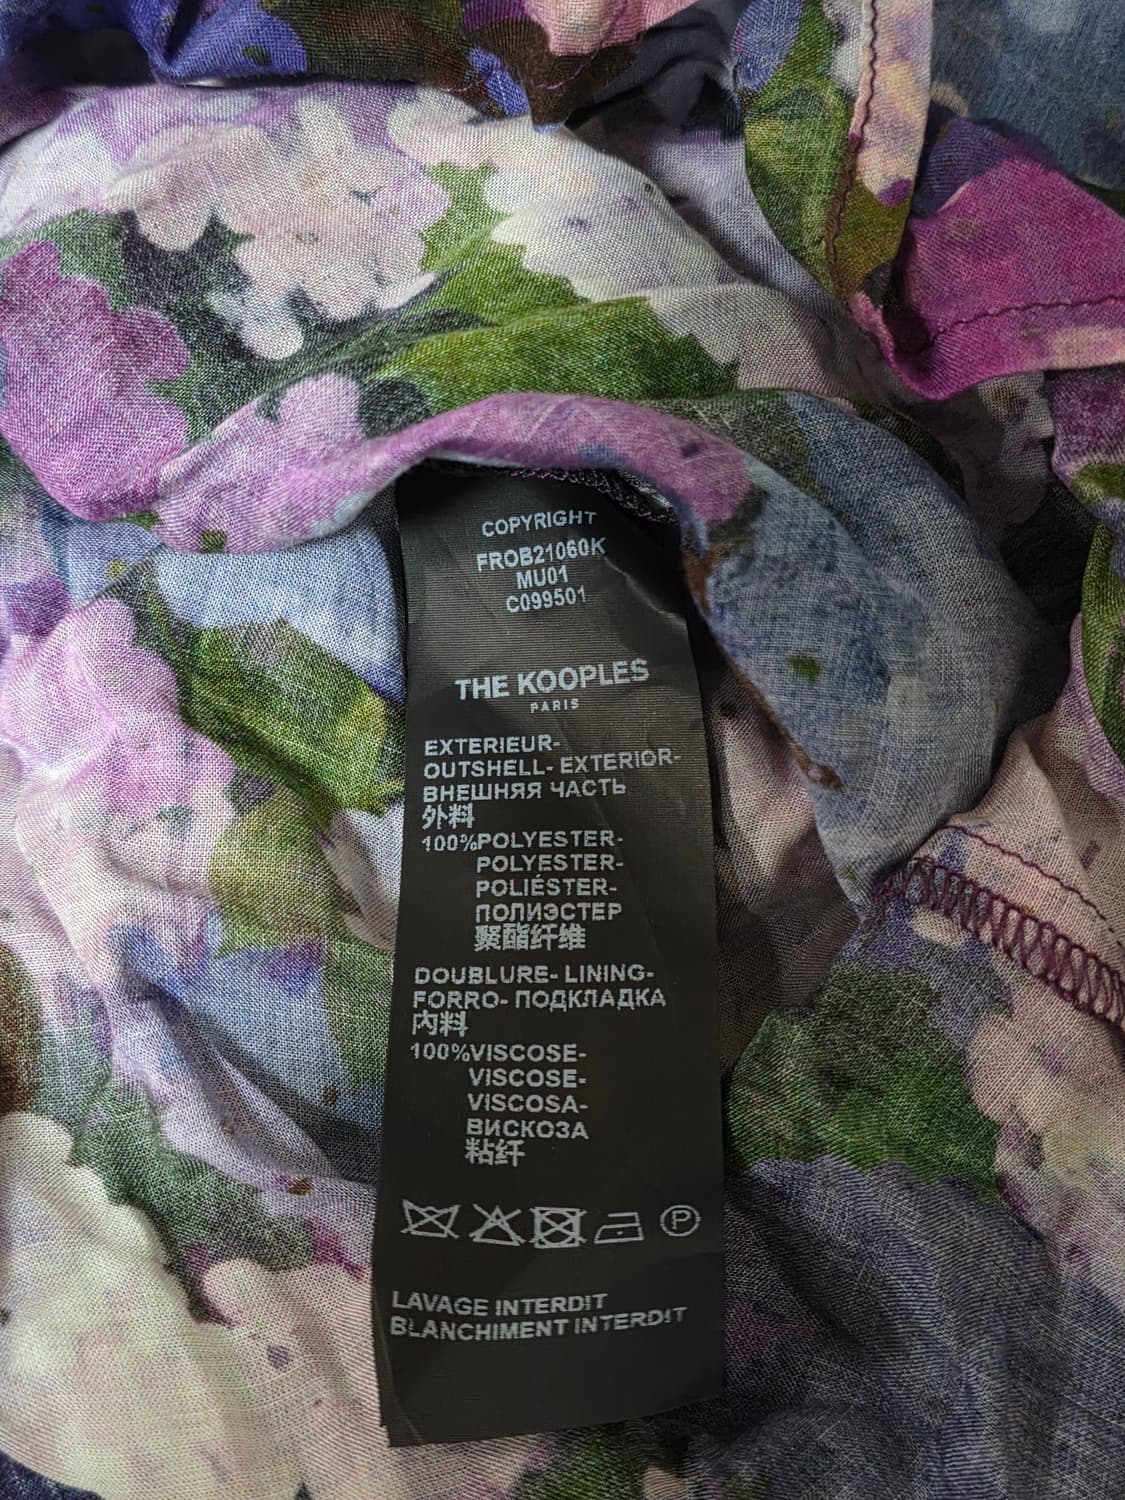 COPYRIGHT
FROB21060K
MU01
C099501
THE KOOPLES
PARIS
EXTERIEUR-
OUTSHELL- EXTERIOR-
ВНЕШНЯЯ ЧАСТЬ
外料
100%POLYESTER-
POLYESTER-
POLIÉSTER-
ПОЛИЭСТЕР
聚酯纤维
DOUBLURE- LINING-
FORRO- ПОДКЛАДКА
内料
100%VISCOSE-
VISCOSE-
VISCOSA-
ВИСКОЗА
粘纤
P
LAVAGE INTERDIT
BLANCHIMENT INTERDIT